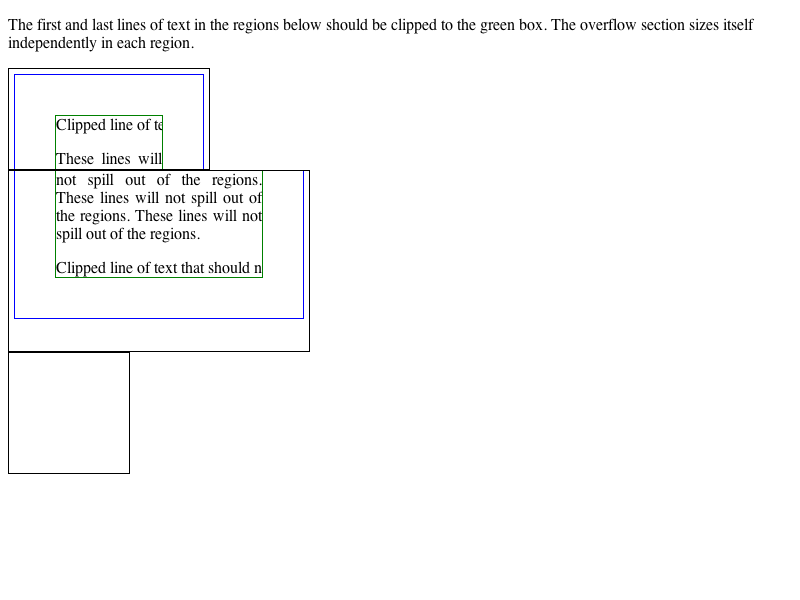 The first and last lines of text in the regions below should be clipped to the green box. The overflow section sizes itself
independently in each region.
Clipped line of te
These lines will
not spill out of the regions.
These lines will not spill out of
the regions. These lines will not
spill out of the regions.
Clipped line of text that should n